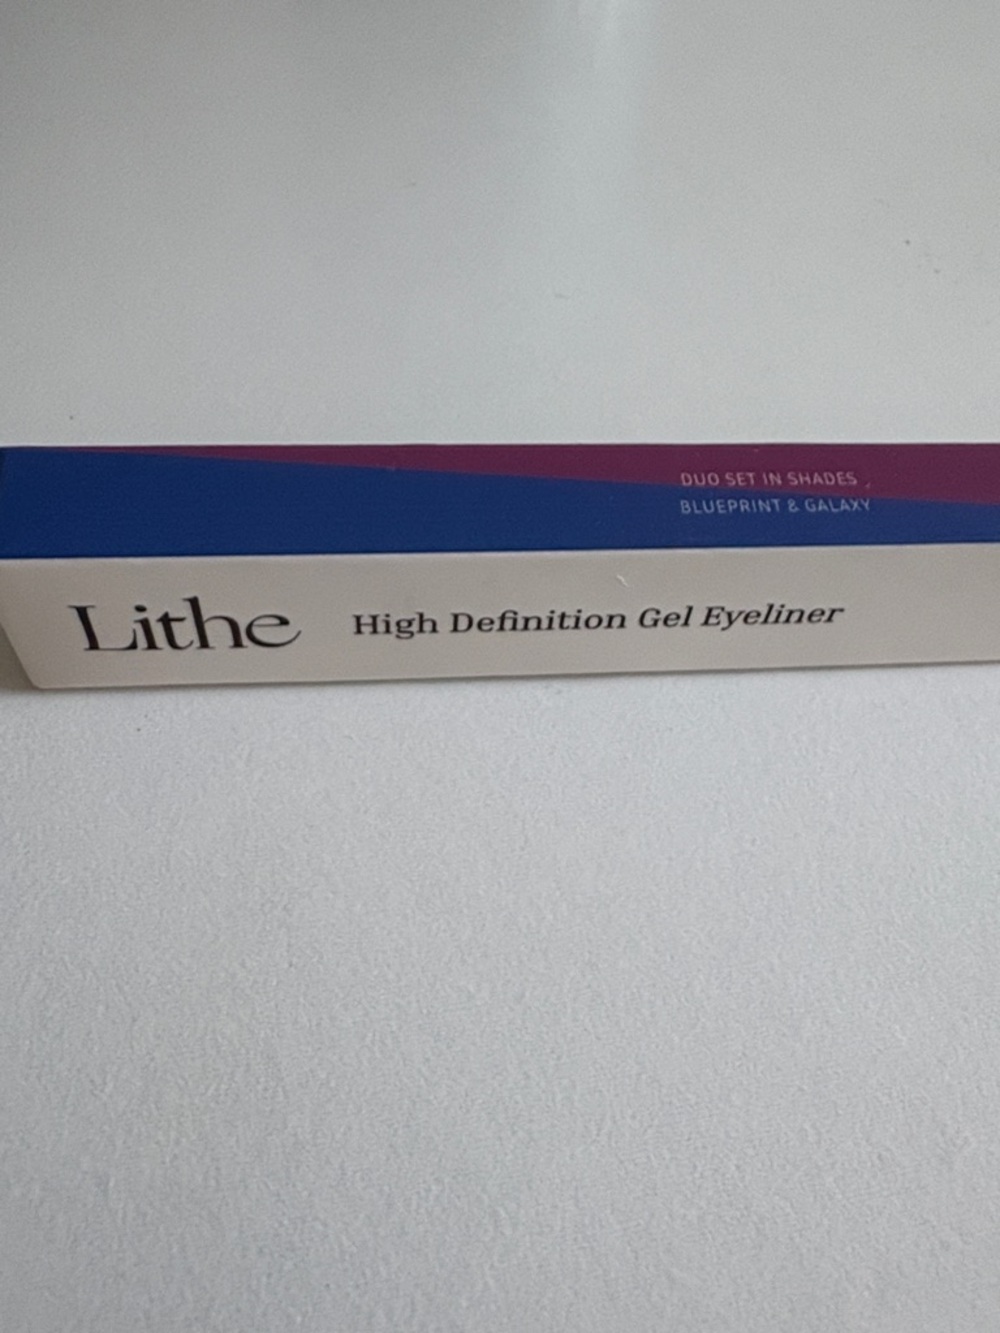 DUO SET IN SHADES
BLUEPRINT & GALAXY
Lithe High Definition Gel Eyeliner